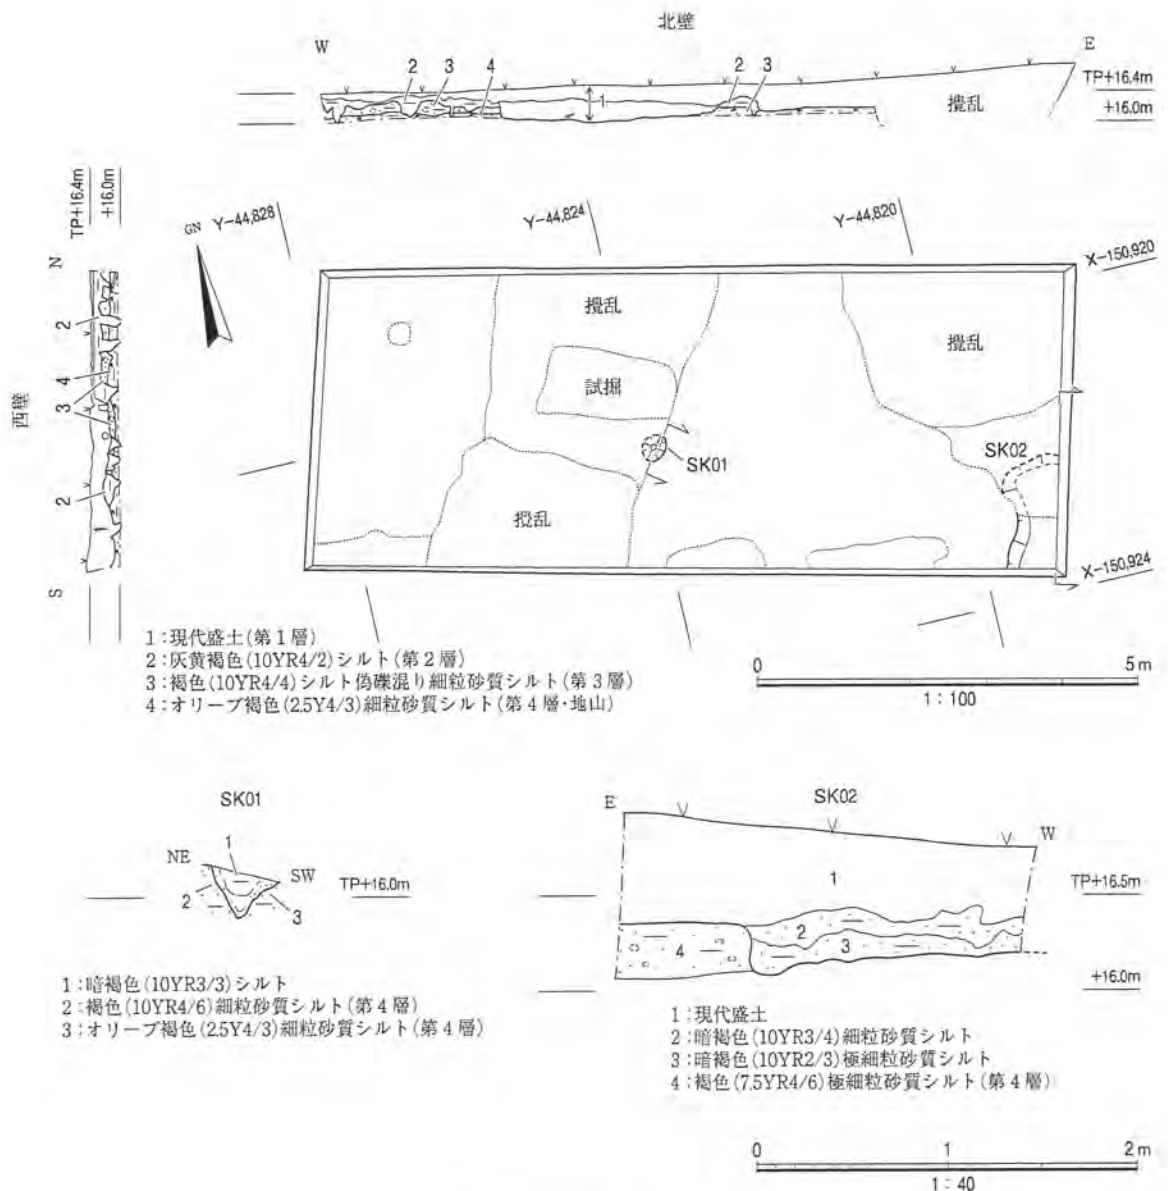 北壁
W
E
2 3 4
1
2 3
TP+16.4m
+16.0m
攪乱
TP+16.4m
+16.0m
N
西壁
2
4
3
2
S
GN
Y-44,828
Y-44,824
Y-44,820
X-150,920
X-150,924
攪乱
試掘
攪乱
攪乱
SK01
SK02
1:現代盛土(第1層)
2:灰黄褐色(10YR4/2)シルト(第2層)
3:褐色(10YR4/4)シルト偽礫混り細粒砂質シルト(第3層)
4:オリーブ褐色(2.5Y4/3)細粒砂質シルト(第4層・地山)
0 5m
1:100
SK01
1
NE
SW
2
3
TP+16.0m
1:暗褐色(10YR3/3)シルト
2:褐色(10YR4/6)細粒砂質シルト(第4層)
3:オリーブ褐色(2.5Y4/3)細粒砂質シルト(第4層)
SK02
E
W
1
2
3
4
TP+16.5m
+16.0m
1:現代盛土
2:暗褐色(10YR3/4)細粒砂質シルト
3:暗褐色(10YR2/3)極細粒砂質シルト
4:褐色(7.5YR4/6)極細粒砂質シルト(第4層)
0 1 2m
1:40